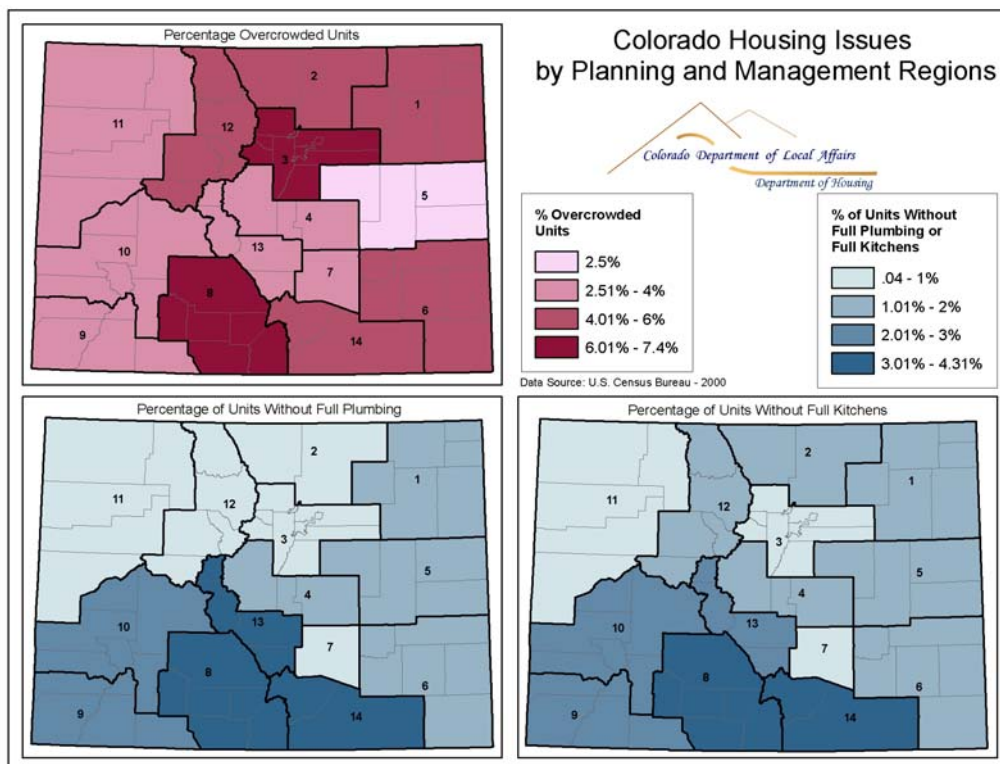 Percentage Overcrowded Units
2
1
12
11
3
5
4
10
13
7
8
6
9
14
Colorado Housing Issues
by Planning and Management Regions
Colorado Department of Local Affairs
Department of Housing
% Overcrowded
Units
2.5%
2.51% - 4%
4.01% - 6%
6.01% - 7.4%
% of Units Without
Full Plumbing or
Full Kitchens
.04 - 1%
1.01% - 2%
2.01% - 3%
3.01% - 4.31%
Data Source: U.S. Census Bureau - 2000
Percentage of Units Without Full Plumbing
2
1
11
12
3
5
4
10
13
7
8
6
9
14
Percentage of Units Without Full Kitchens
2
1
11
12
3
5
4
10
13
7
8
6
9
14